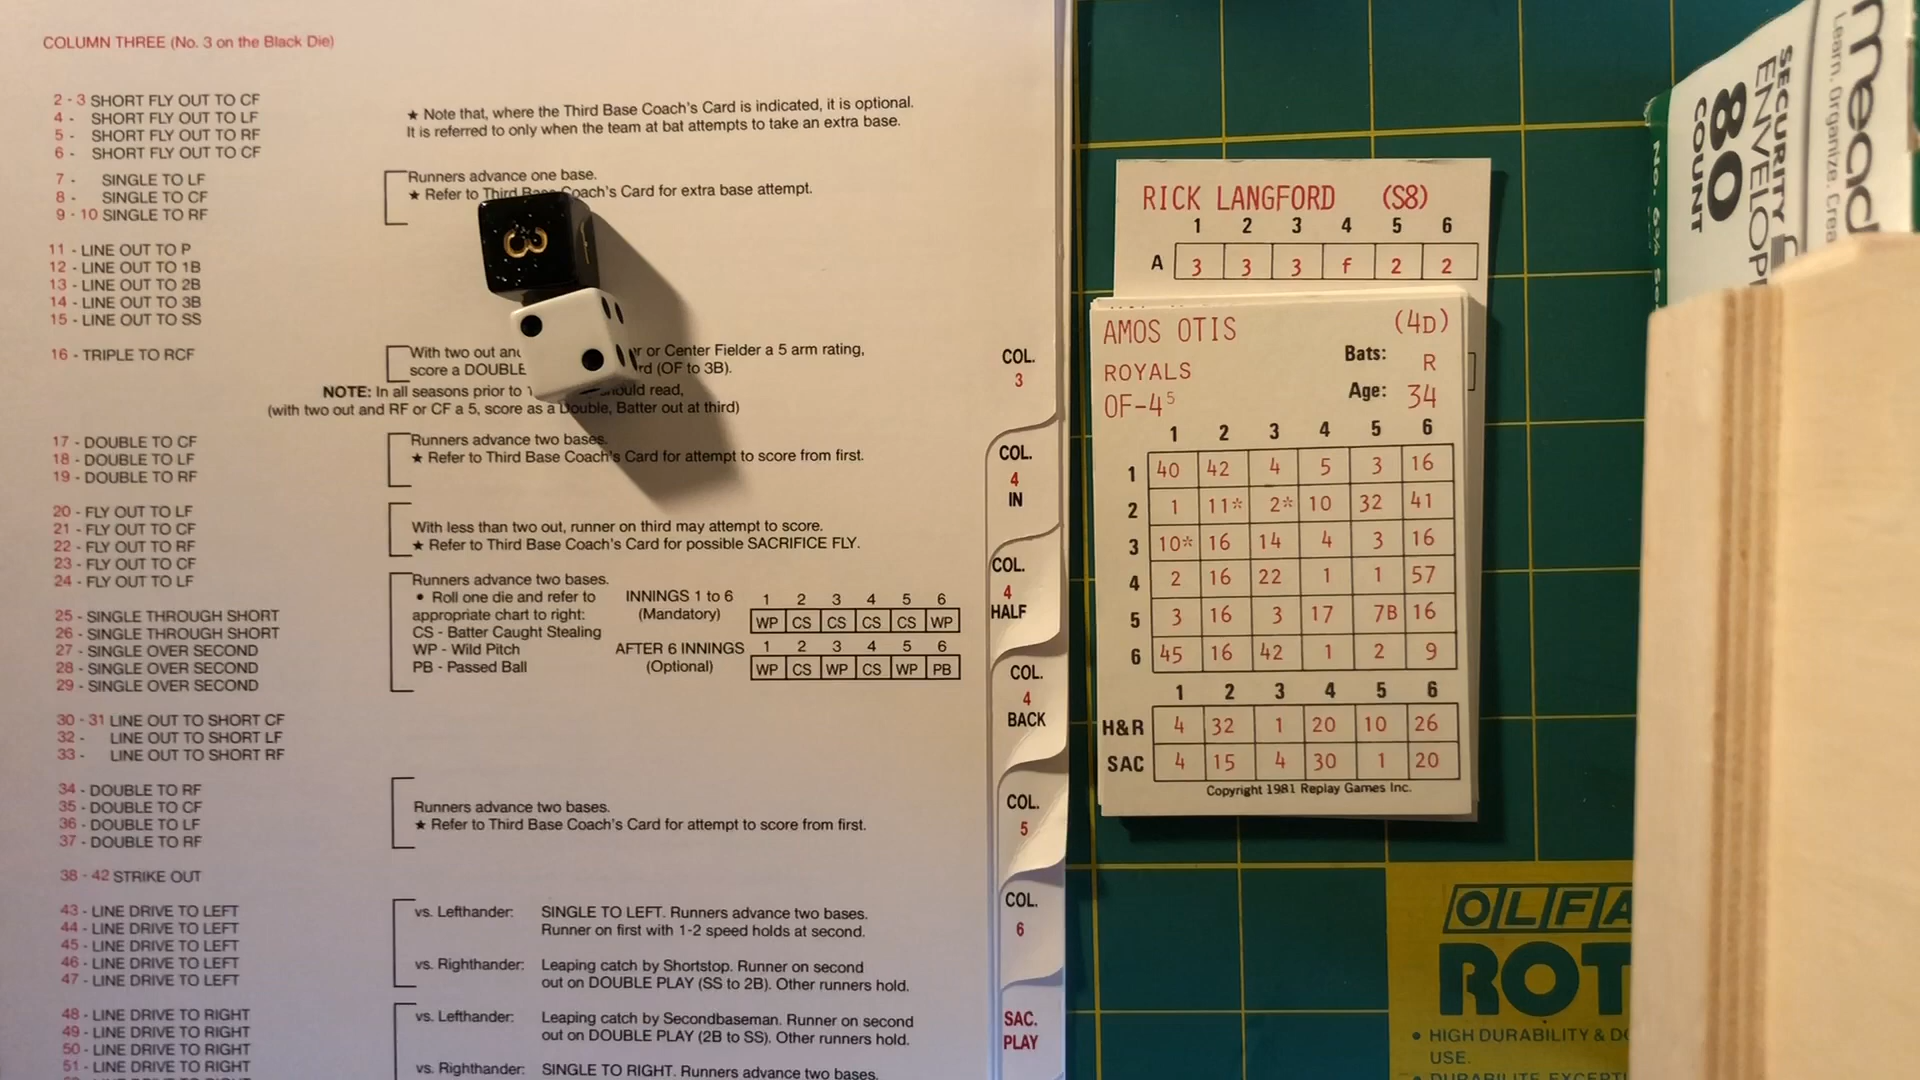 COLUMN THREE (No. 3 on the Black Die)
2 - 3 SHORT FLY OUT TO CF
4 - SHORT FLY OUT TO LF
5 - SHORT FLY OUT TO RF
6 - SHORT FLY OUT TO CF
★ Note that, where the Third Base Coach's Card is indicated, it is optional.
It is referred to only when the team at bat attempts to take an extra base.
7 - SINGLE TO LF
8 - SINGLE TO CF
9 - 10 SINGLE TO RF
Runners advance one base.
★ Refer to Third Base Coach's Card for extra base attempt.
11 - LINE OUT TO P
12 - LINE OUT TO 1B
13 - LINE OUT TO 2B
14 - LINE OUT TO 3B
15 - LINE OUT TO SS
16 - TRIPLE TO RCF
With two out and or Center Fielder a 5 arm rating,
score a DOUBLE (OF to 3B).
NOTE: In all seasons prior to should read,
(with two out and RF or CF a 5, score as a Double, Batter out at third)
17 - DOUBLE TO CF
18 - DOUBLE TO LF
19 - DOUBLE TO RF
Runners advance two bases.
★ Refer to Third Base Coach's Card for attempt to score from first.
20 - FLY OUT TO LF
21 - FLY OUT TO CF
22 - FLY OUT TO RF
23 - FLY OUT TO CF
24 - FLY OUT TO LF
With less than two out, runner on third may attempt to score.
★ Refer to Third Base Coach's Card for possible SACRIFICE FLY.
25 - SINGLE THROUGH SHORT
26 - SINGLE THROUGH SHORT
27 - SINGLE OVER SECOND
28 - SINGLE OVER SECOND
29 - SINGLE OVER SECOND
Runners advance two bases.
• Roll one die and refer to
appropriate chart to right:
CS - Batter Caught Stealing
WP - Wild Pitch
PB - Passed Ball
INNINGS 1 to 6
(Mandatory)
1 2 3 4 5 6
WP CS CS CS CS WP
AFTER 6 INNINGS
(Optional)
1 2 3 4 5 6
WP CS WP CS WP PB
30 - 31 LINE OUT TO SHORT CF
32 - LINE OUT TO SHORT LF
33 - LINE OUT TO SHORT RF
34 - DOUBLE TO RF
35 - DOUBLE TO CF
36 - DOUBLE TO LF
37 - DOUBLE TO RF
Runners advance two bases.
★ Refer to Third Base Coach's Card for attempt to score from first.
38 - 42 STRIKE OUT
43 - LINE DRIVE TO LEFT
44 - LINE DRIVE TO LEFT
45 - LINE DRIVE TO LEFT
46 - LINE DRIVE TO LEFT
47 - LINE DRIVE TO LEFT
vs. Lefthander: SINGLE TO LEFT. Runners advance two bases.
Runner on first with 1-2 speed holds at second.
vs. Righthander: Leaping catch by Shortstop. Runner on second
out on DOUBLE PLAY (SS to 2B). Other runners hold.
48 - LINE DRIVE TO RIGHT
49 - LINE DRIVE TO RIGHT
50 - LINE DRIVE TO RIGHT
51 - LINE DRIVE TO RIGHT
vs. Lefthander: Leaping catch by Secondbaseman. Runner on second
out on DOUBLE PLAY (2B to SS). Other runners hold.
vs. Righthander: SINGLE TO RIGHT. Runners advance two bases.
3
COL.
3
COL.
4
IN
COL.
4
HALF
COL.
4
BACK
COL.
5
COL.
6
SAC.
PLAY
RICK LANGFORD (S8)
1 2 3 4 5 6
A 3 3 3 f 2 2
AMOS OTIS (4D)
ROYALS
OF-4⁵
Bats: R
Age: 34
1 2 3 4 5 6
1 40 42 4 5 3 16
2 1 11* 2* 10 32 41
3 10* 16 14 4 3 16
4 2 16 22 1 1 57
5 3 16 3 17 7B 16
6 45 16 42 1 2 9
1 2 3 4 5 6
H&R 4 32 1 20 10 26
SAC 4 15 4 30 1 20
Copyright 1981 Replay Games Inc.
mead
Learn. Organize.
SECURITY
80
COUNT
OLFA
ROT
• HIGH DURABILITY &
USE.